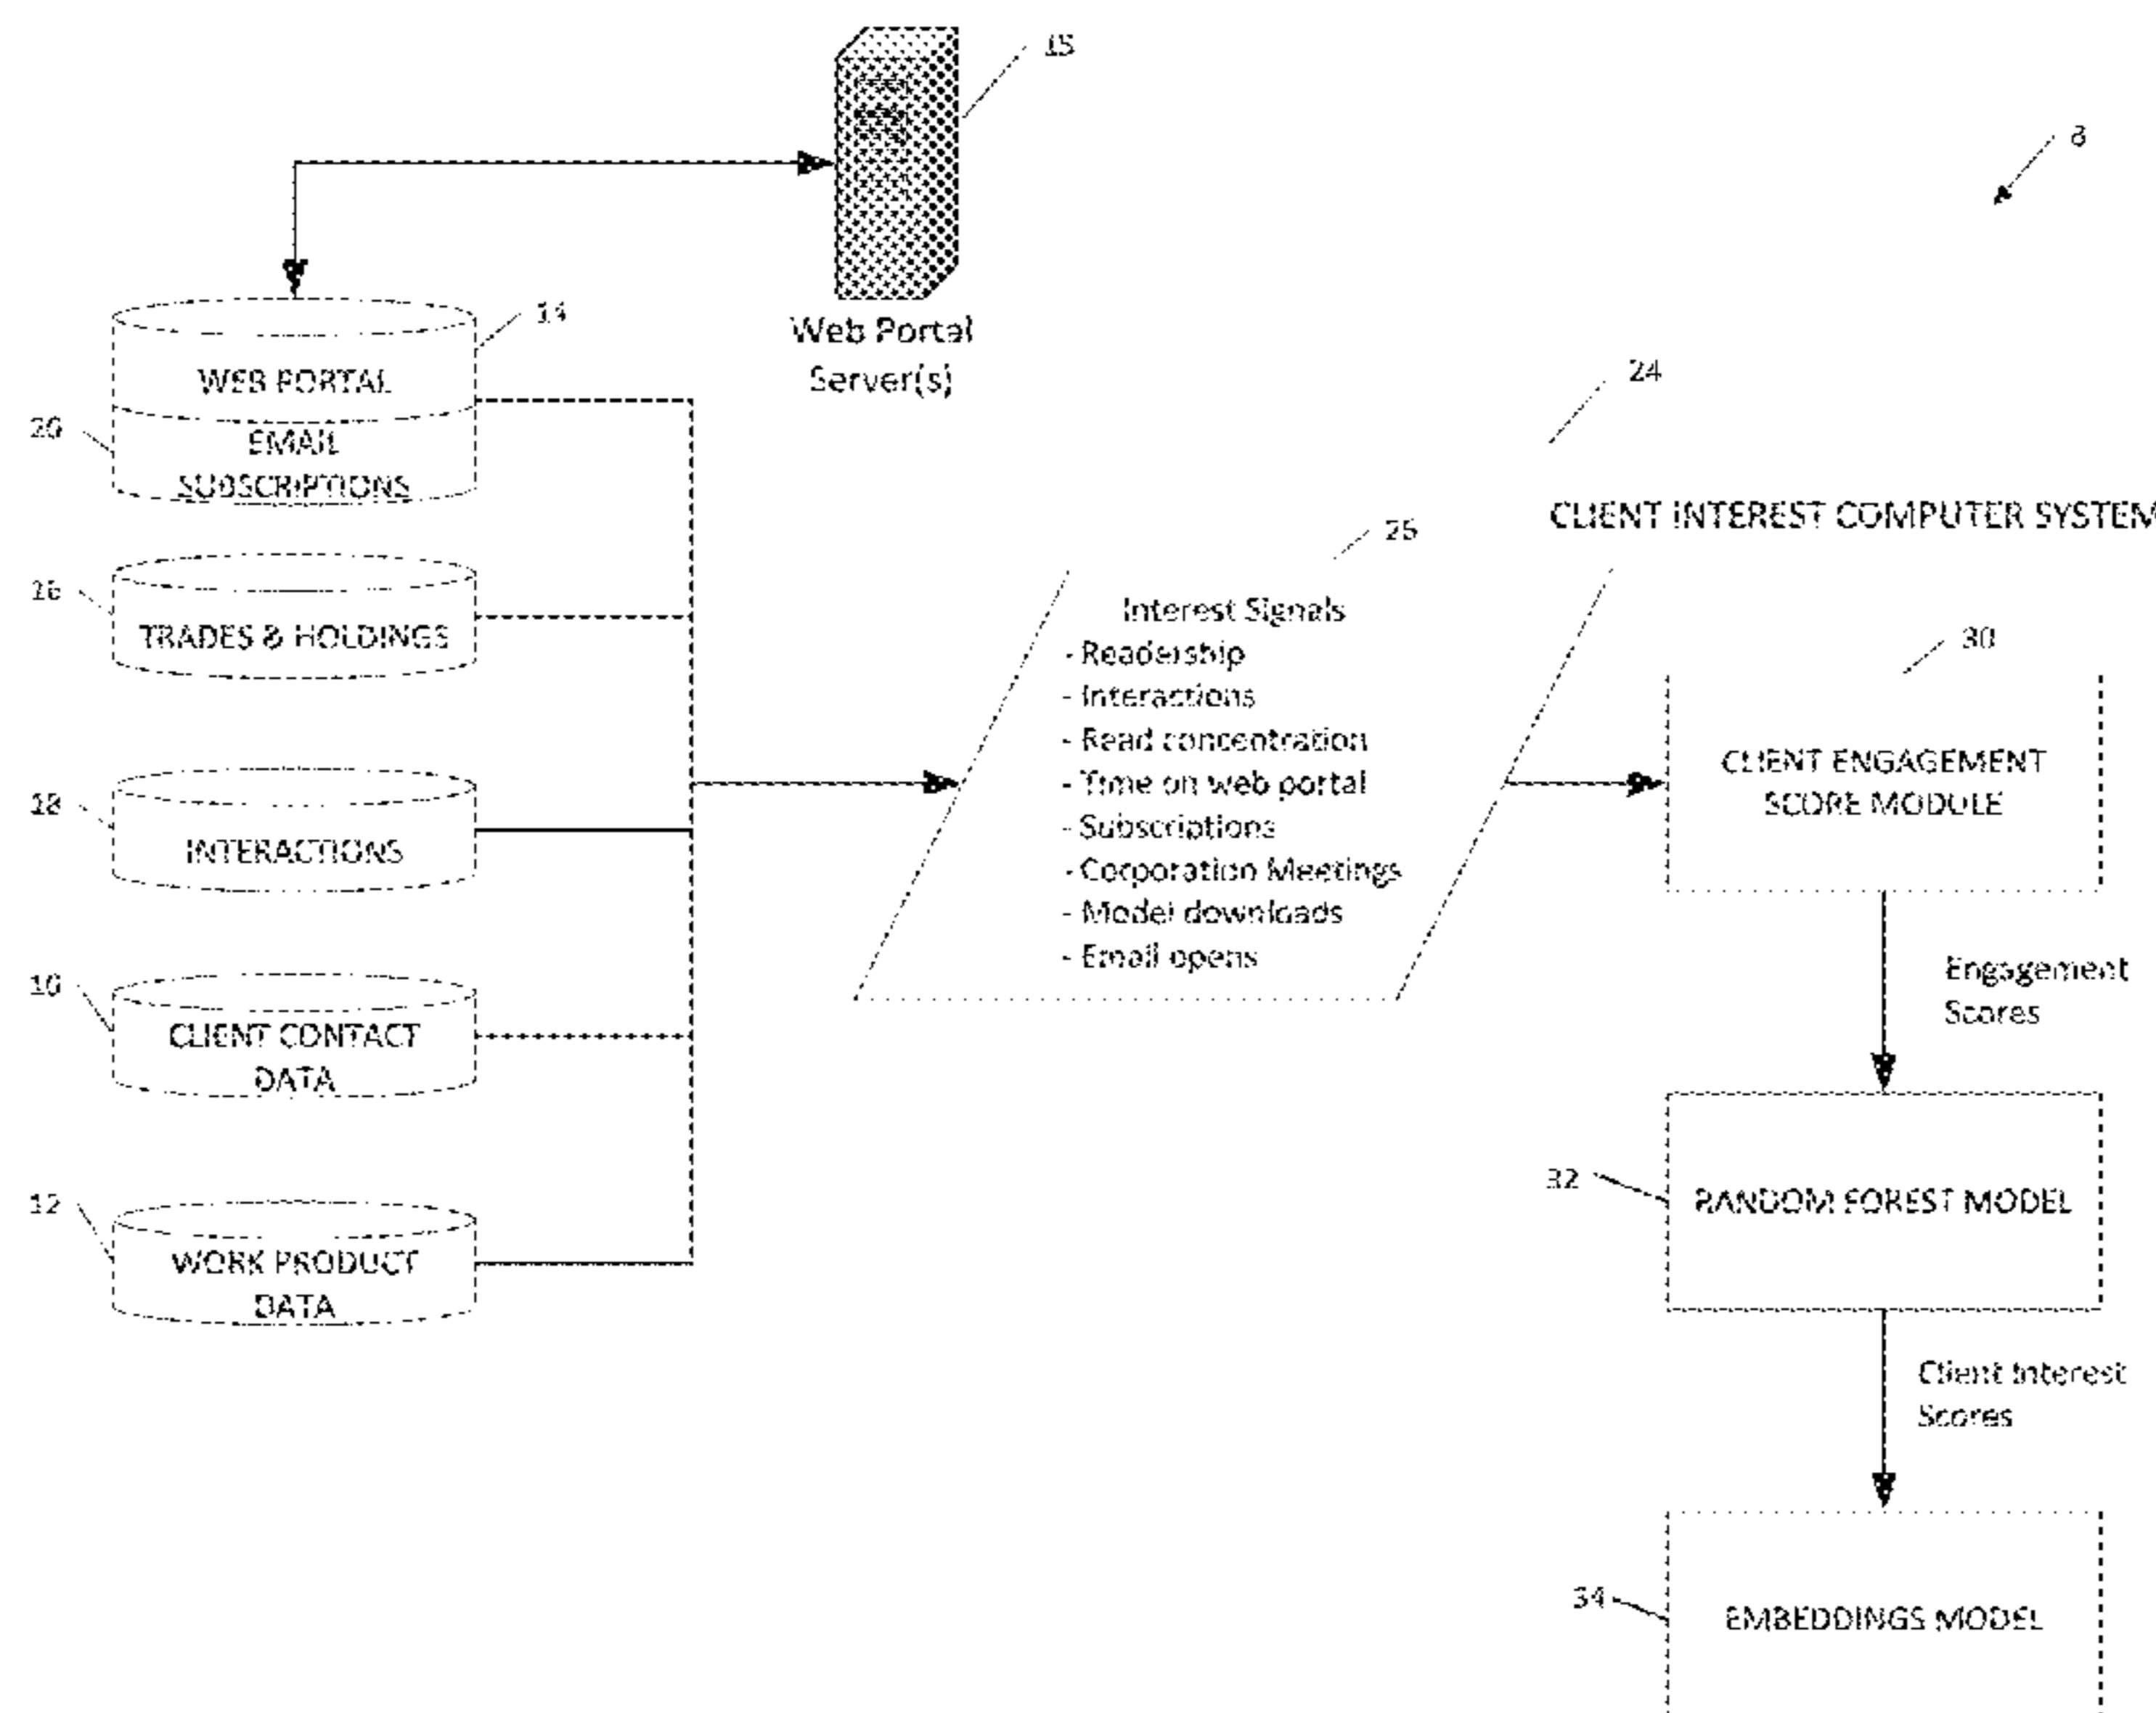 15
8
14
WEB PORTAL
20
EMAIL
SUBSCRIPTIONS
Web Portal
Server(s)
24
CLIENT INTEREST COMPUTER SYSTEM
16
TRADES & HOLDINGS
18
INTERACTIONS
10
CLIENT CONTACT
DATA
12
WORK PRODUCT
DATA
26
Interest Signals
- Readership
- Interactions
- Read concentration
- Time on web portal
- Subscriptions
- Corporation Meetings
- Model downloads
- Email opens
30
CLIENT ENGAGEMENT
SCORE MODULE
Engagement
Scores
32
RANDOM FOREST MODEL
Client Interest
Scores
34
EMBEDDINGS MODEL